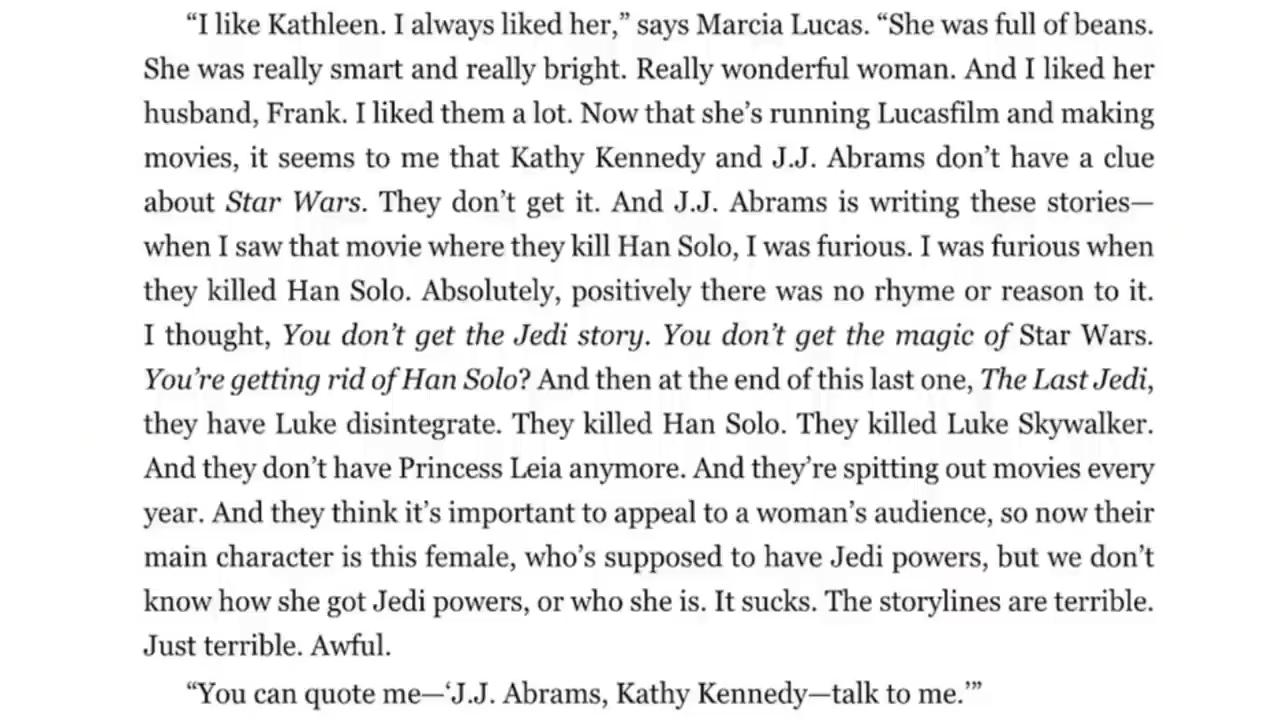 “I like Kathleen. I always liked her,” says Marcia Lucas. “She was full of beans.
She was really smart and really bright. Really wonderful woman. And I liked her
husband, Frank. I liked them a lot. Now that she’s running Lucasfilm and making
movies, it seems to me that Kathy Kennedy and J.J. Abrams don’t have a clue
about Star Wars. They don’t get it. And J.J. Abrams is writing these stories—
when I saw that movie where they kill Han Solo, I was furious. I was furious when
they killed Han Solo. Absolutely, positively there was no rhyme or reason to it.
I thought, You don’t get the Jedi story. You don’t get the magic of Star Wars.
You’re getting rid of Han Solo? And then at the end of this last one, The Last Jedi,
they have Luke disintegrate. They killed Han Solo. They killed Luke Skywalker.
And they don’t have Princess Leia anymore. And they’re spitting out movies every
year. And they think it’s important to appeal to a woman’s audience, so now their
main character is this female, who’s supposed to have Jedi powers, but we don’t
know how she got Jedi powers, or who she is. It sucks. The storylines are terrible.
Just terrible. Awful.
“You can quote me—‘J.J. Abrams, Kathy Kennedy—talk to me.’”